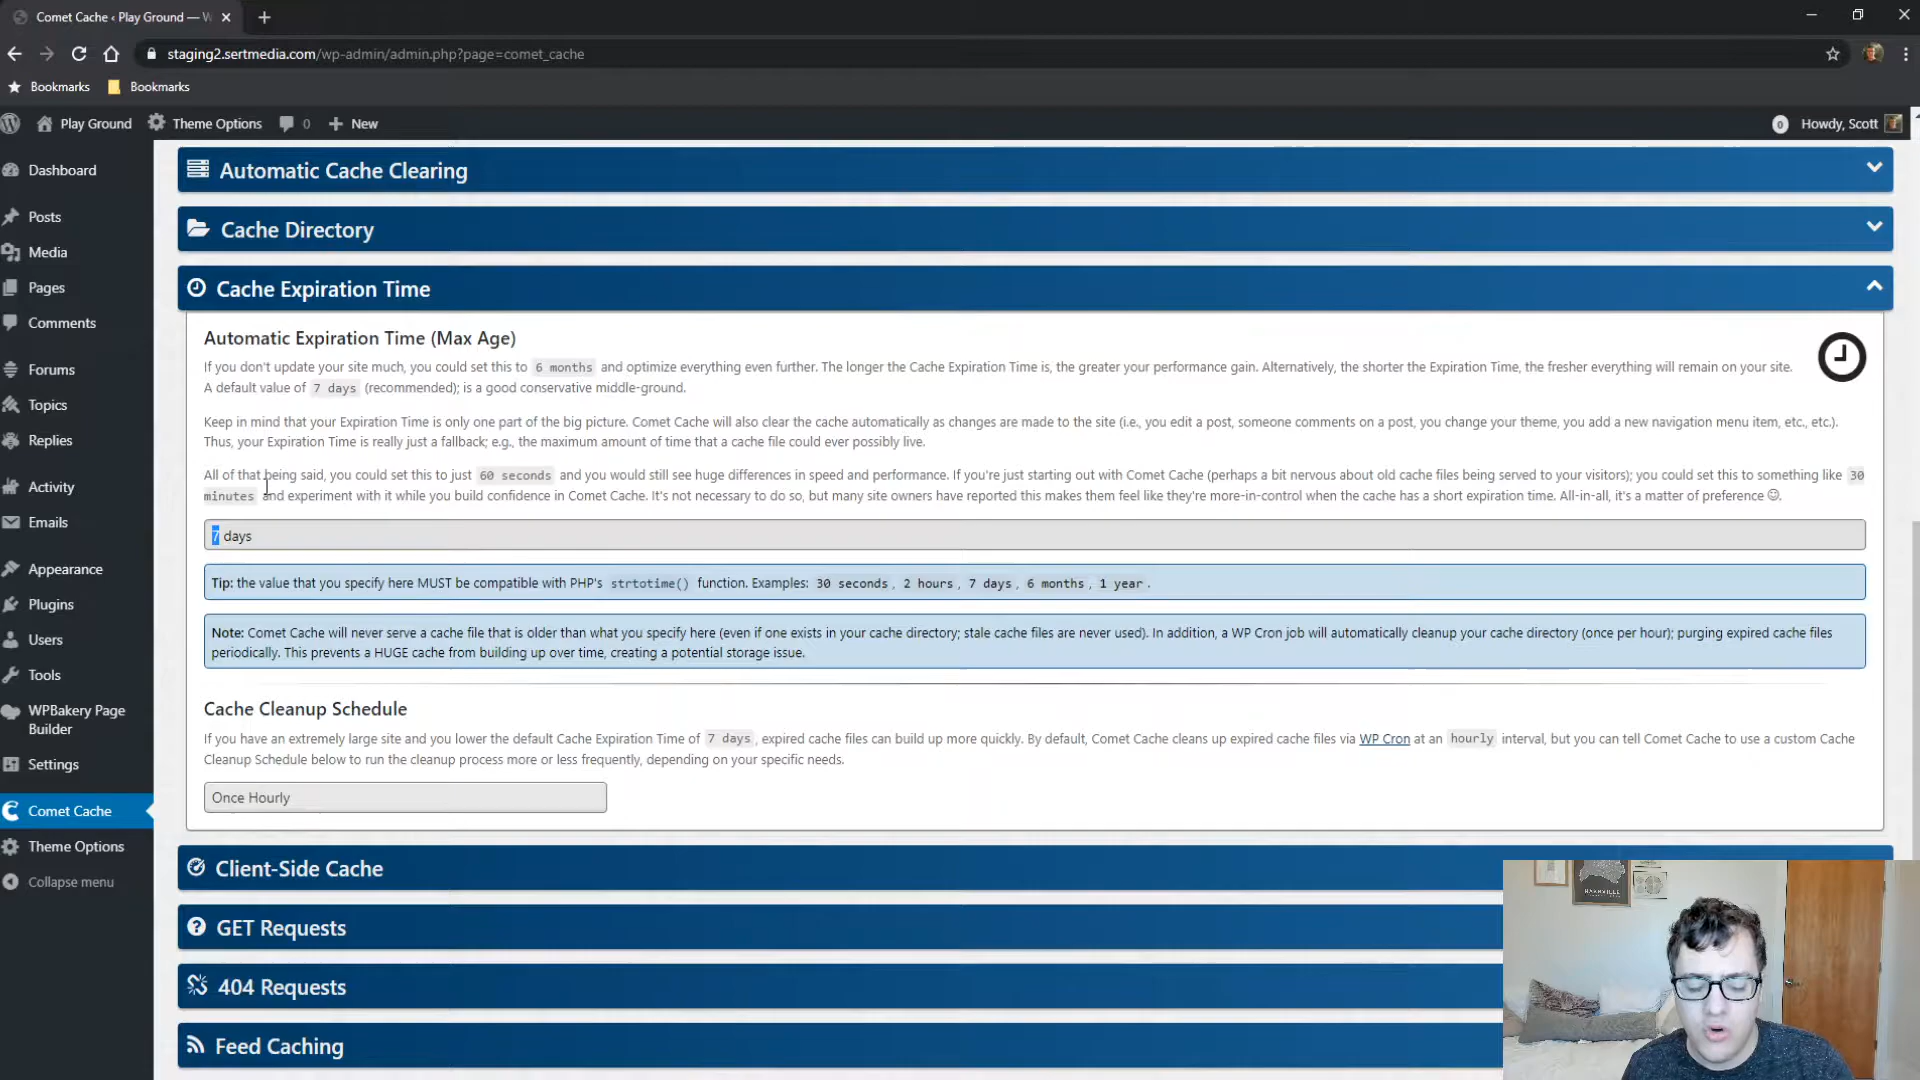 Comet Cache ‹ Play Ground — W
staging2.sertmedia.com/wp-admin/admin.php?page=comet_cache
Bookmarks
Bookmarks
Play Ground
Theme Options
0
New
0
Howdy, Scott
Dashboard
Posts
Media
Pages
Comments
Forums
Topics
Replies
Activity
Emails
Appearance
Plugins
Users
Tools
WPBakery Page
Builder
Settings
Comet Cache
Theme Options
Collapse menu
Automatic Cache Clearing
Cache Directory
Cache Expiration Time
Automatic Expiration Time (Max Age)
If you don't update your site much, you could set this to 6 months and optimize everything even further. The longer the Cache Expiration Time is, the greater your performance gain. Alternatively, the shorter the Expiration Time, the fresher everything will remain on your site.
A default value of 7 days (recommended); is a good conservative middle-ground.
Keep in mind that your Expiration Time is only one part of the big picture. Comet Cache will also clear the cache automatically as changes are made to the site (i.e., you edit a post, someone comments on a post, you change your theme, you add a new navigation menu item, etc., etc.).
Thus, your Expiration Time is really just a fallback; e.g., the maximum amount of time that a cache file could ever possibly live.
All of that being said, you could set this to just 60 seconds and you would still see huge differences in speed and performance. If you're just starting out with Comet Cache (perhaps a bit nervous about old cache files being served to your visitors); you could set this to something like 30
minutes and experiment with it while you build confidence in Comet Cache. It's not necessary to do so, but many site owners have reported this makes them feel like they're more-in-control when the cache has a short expiration time. All-in-all, it's a matter of preference ☺.
7 days
Tip: the value that you specify here MUST be compatible with PHP's strtotime() function. Examples: 30 seconds, 2 hours, 7 days, 6 months, 1 year.
Note: Comet Cache will never serve a cache file that is older than what you specify here (even if one exists in your cache directory; stale cache files are never used). In addition, a WP Cron job will automatically cleanup your cache directory (once per hour); purging expired cache files
periodically. This prevents a HUGE cache from building up over time, creating a potential storage issue.
Cache Cleanup Schedule
If you have an extremely large site and you lower the default Cache Expiration Time of 7 days, expired cache files can build up more quickly. By default, Comet Cache cleans up expired cache files via WP Cron at an hourly interval, but you can tell Comet Cache to use a custom Cache
Cleanup Schedule below to run the cleanup process more or less frequently, depending on your specific needs.
Once Hourly
Client-Side Cache
GET Requests
404 Requests
Feed Caching
NASHVILLE